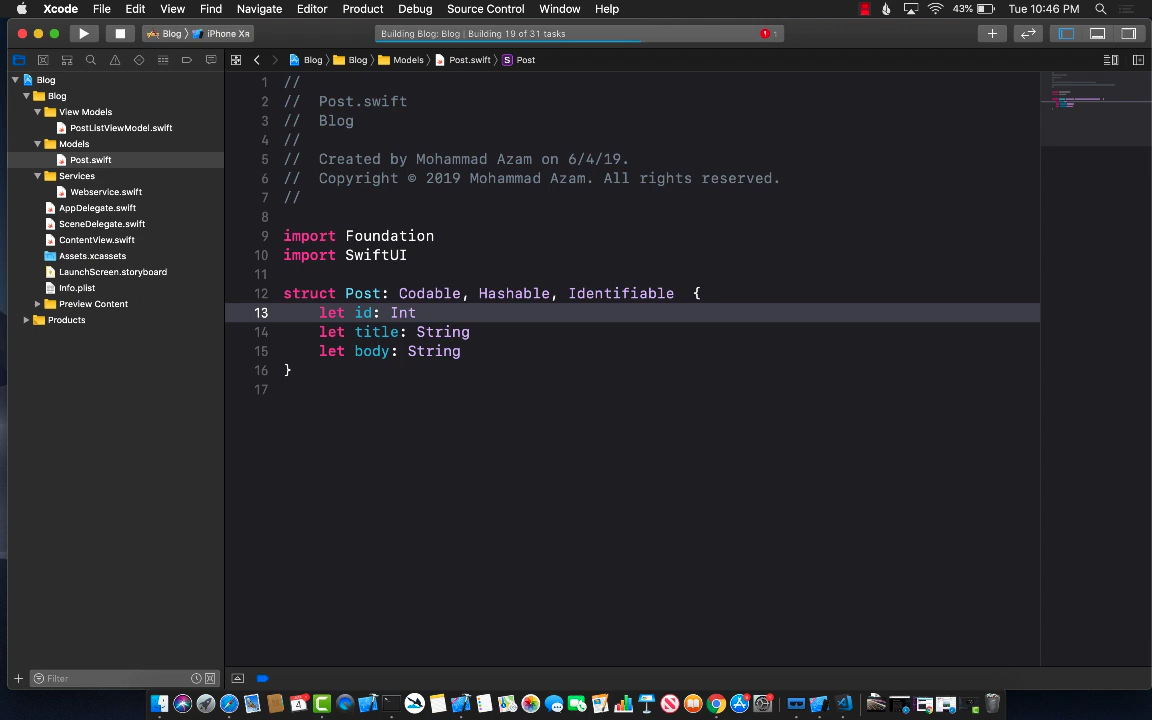 Xcode File Edit View Find Navigate Editor Product Debug Source Control Window Help 43% Tue 10:46 PM
Blog iPhone XR Building Blog: Blog | Building 19 of 31 tasks 1
Blog Blog Models Post.swift S Post
Blog
Blog
View Models
PostListViewModel.swift
Models
Post.swift
Services
Webservice.swift
AppDelegate.swift
SceneDelegate.swift
ContentView.swift
Assets.xcassets
LaunchScreen.storyboard
Info.plist
Preview Content
Products
1 //
2 // Post.swift
3 // Blog
4 //
5 // Created by Mohammad Azam on 6/4/19.
6 // Copyright © 2019 Mohammad Azam. All rights reserved.
7 //
8
9 import Foundation
10 import SwiftUI
11
12 struct Post: Codable, Hashable, Identifiable {
13 let id: Int
14 let title: String
15 let body: String
16 }
17
Filter